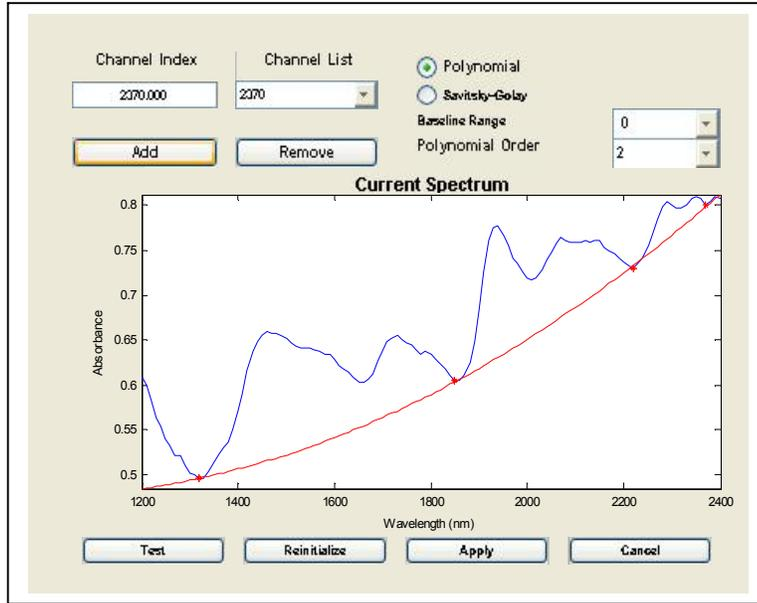 Channel Index
Channel List
2370.000
2370
Add
Remove
Polynomial
Savitsky-Golay
Baseline Range
0
Polynomial Order
2
Current Spectrum
0.8
0.75
0.7
0.65
0.6
0.55
0.5
Absorbance
1200 1400 1600 1800 2000 2200 2400
Wavelength (nm)
Test
Reinitialize
Apply
Cancel